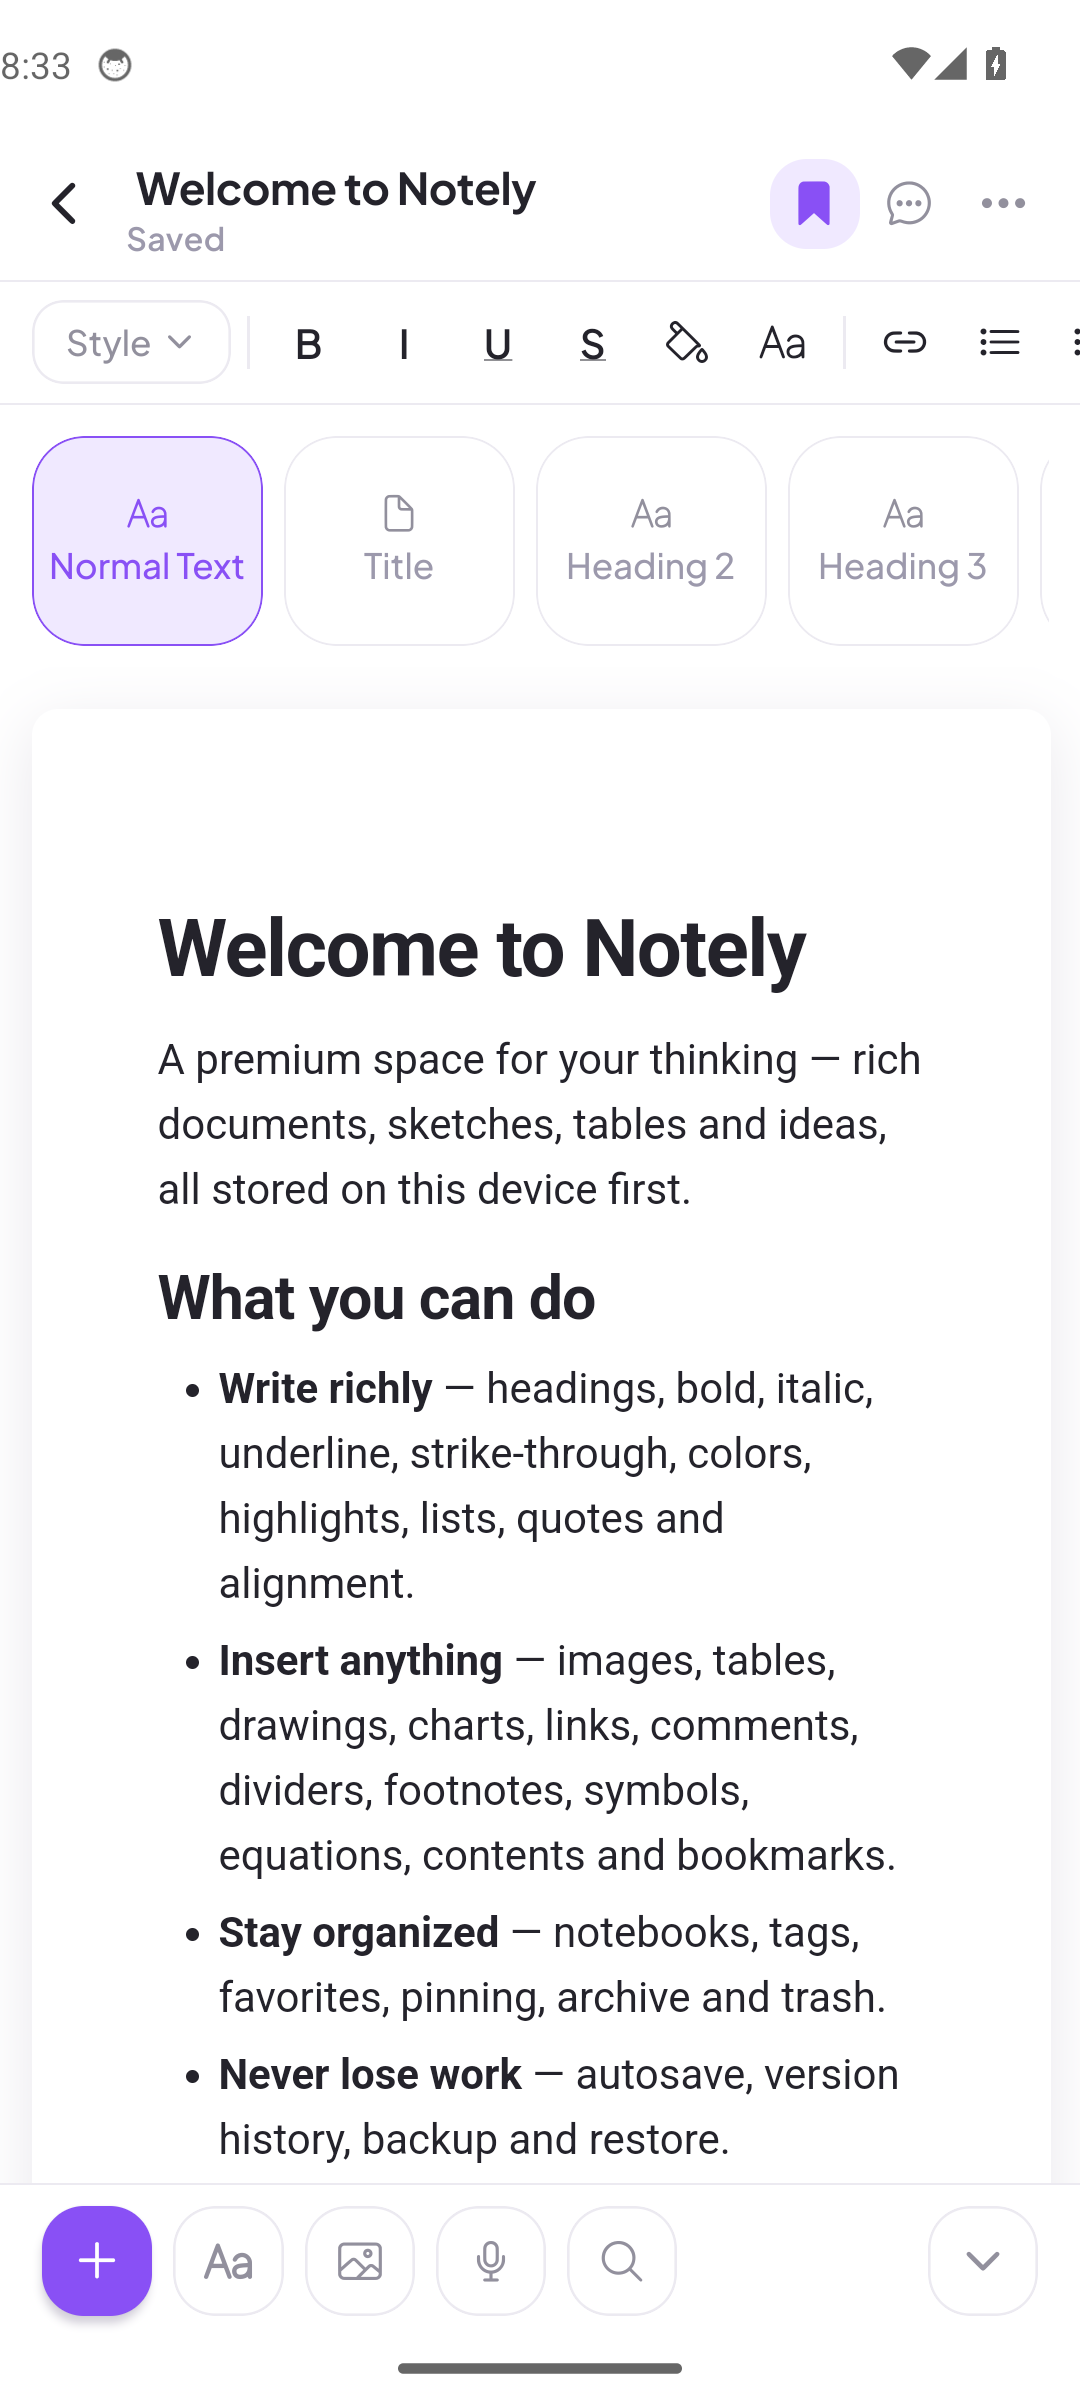 8:33
Welcome to Notely
Saved
Style
B I U S Aa
Aa
Normal Text
Title
Aa
Heading 2
Aa
Heading 3
Welcome to Notely
A premium space for your thinking — rich
documents, sketches, tables and ideas,
all stored on this device first.
What you can do
• Write richly — headings, bold, italic,
underline, strike-through, colors,
highlights, lists, quotes and
alignment.
• Insert anything — images, tables,
drawings, charts, links, comments,
dividers, footnotes, symbols,
equations, contents and bookmarks.
• Stay organized — notebooks, tags,
favorites, pinning, archive and trash.
• Never lose work — autosave, version
history, backup and restore.
Aa